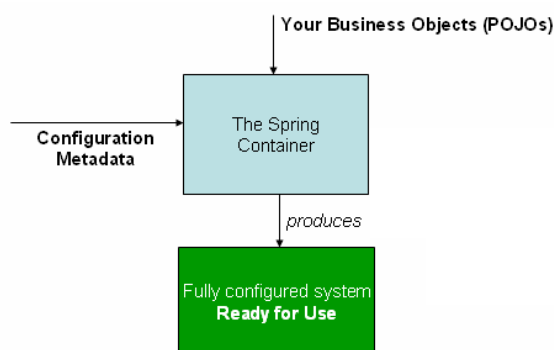 Your Business Objects (POJOs)
The Spring
Container
Configuration
Metadata
produces
Fully configured system
Ready for Use